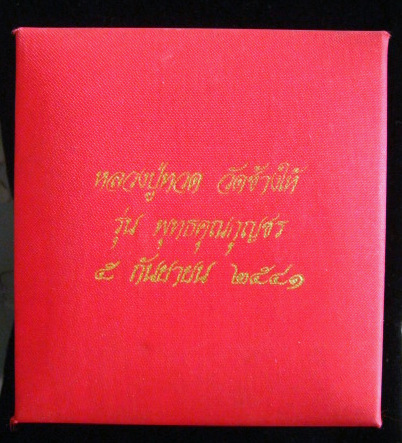 หลวงปู่ทวด วัดช้างให้
รุ่น พุทธคุณกุญชร
๕ กันยายน ๒๕๔๑